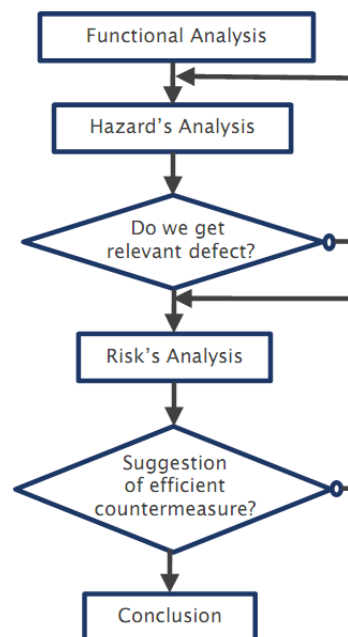 Functional Analysis
Hazard's Analysis
Do we get
relevant defect?
Risk's Analysis
Suggestion
of efficient
countermeasure?
Conclusion